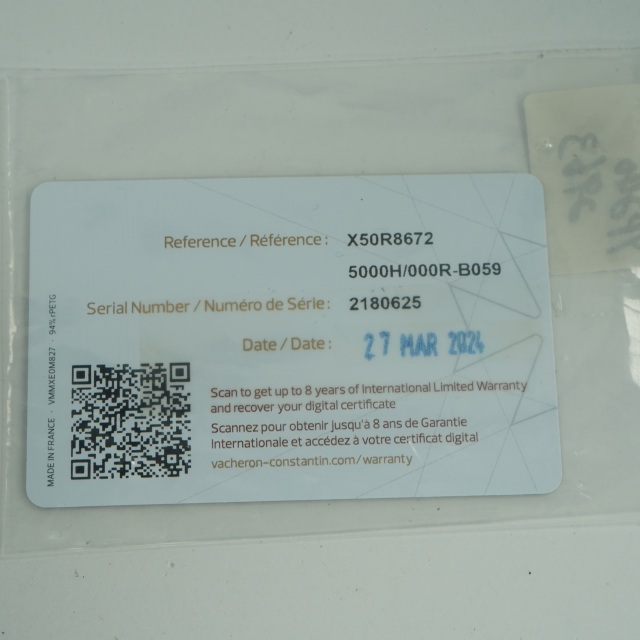 Reference / Référence : X50R8672
5000H/000R-B059
Serial Number / Numéro de Série : 2180625
Date / Date : 27 MAR 2024
Scan to get up to 8 years of International Limited Warranty
and recover your digital certificate
Scannez pour obtenir jusqu'à 8 ans de Garantie
Internationale et accédez à votre certificat digital
vacheron-constantin.com/warranty
MADE IN FRANCE · VMMXE0M827 · 94% rPETG